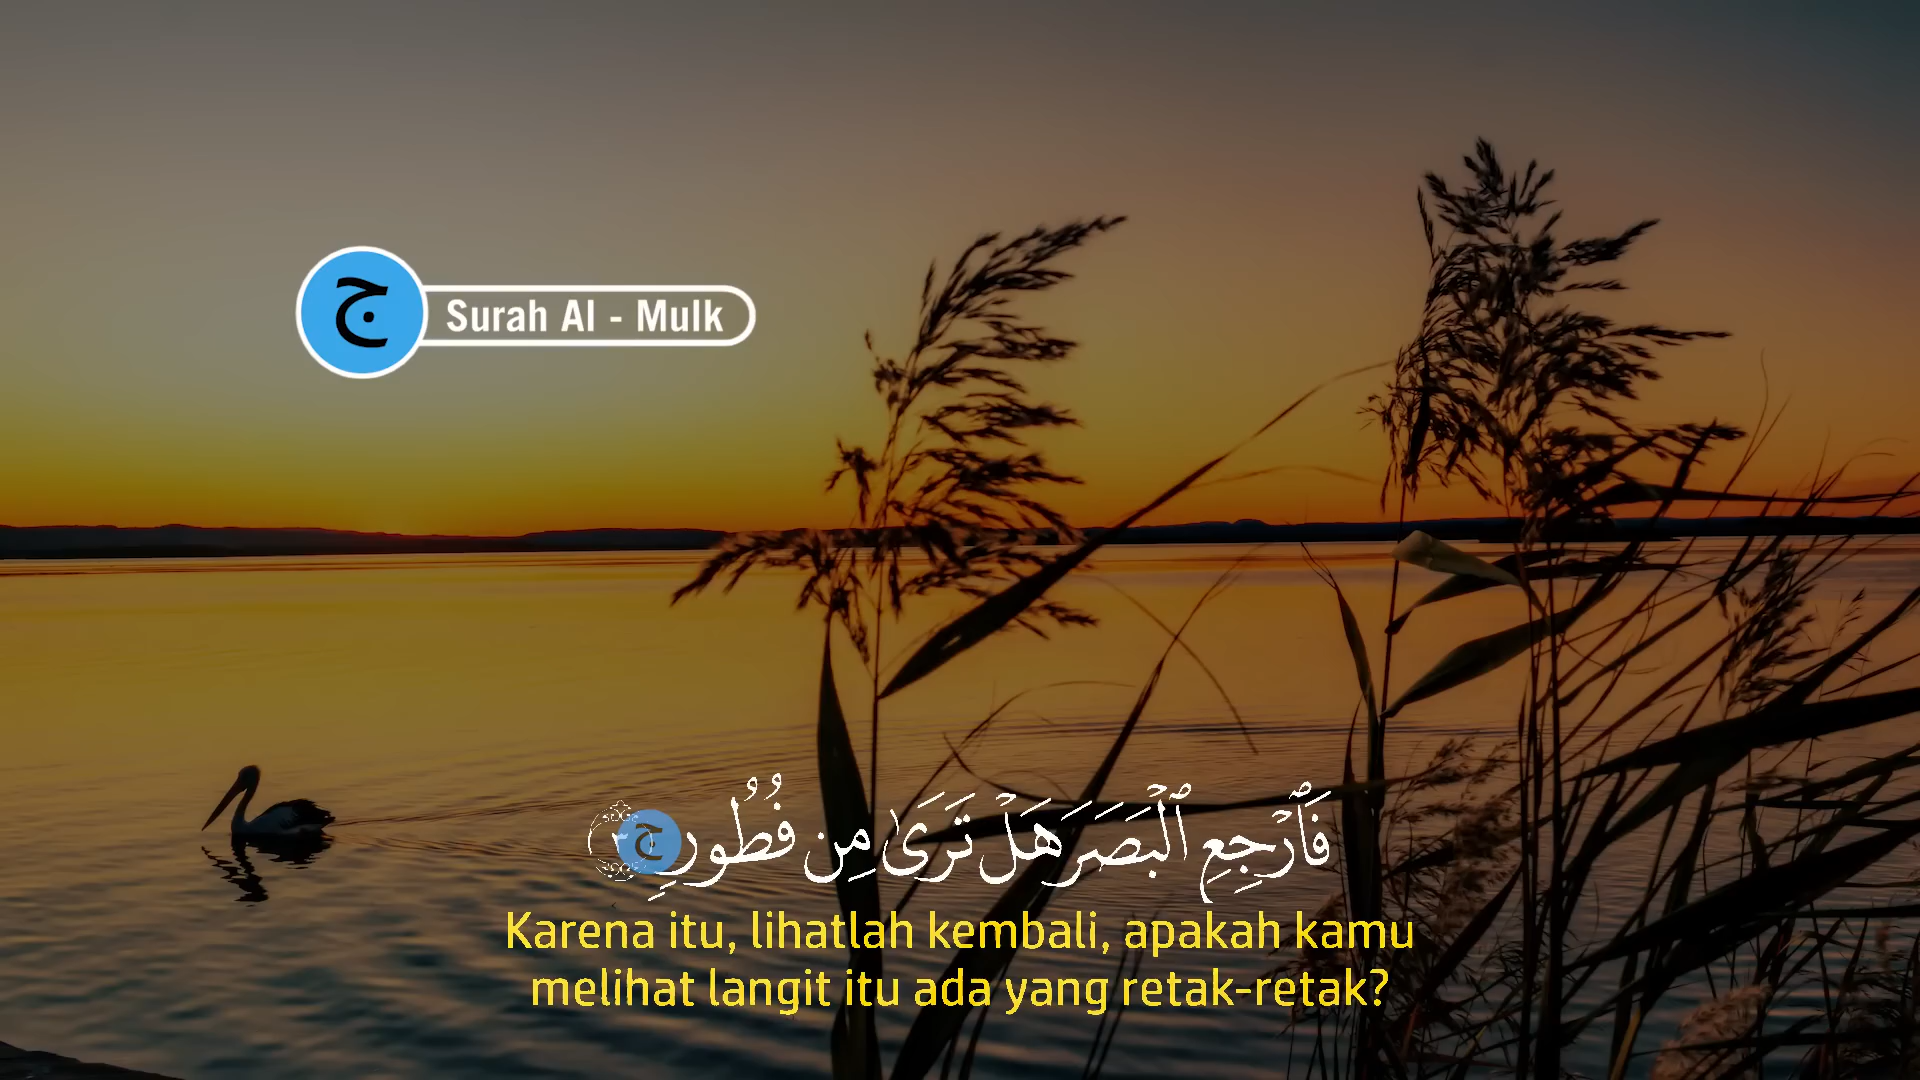 ج
Surah Al - Mulk
فَٱرْجِعِ ٱلْبَصَرَ هَلْ تَرَىٰ مِن فُطُورٍ
ج
Karena itu, lihatlah kembali, apakah kamu
melihat langit itu ada yang retak-retak?